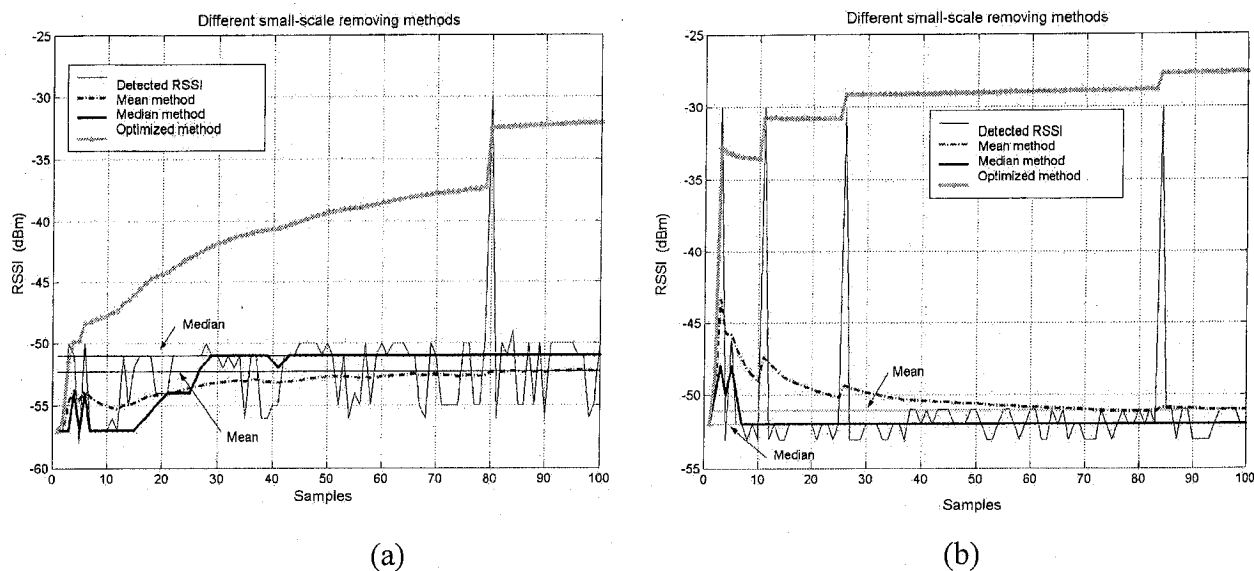 Different small-scale removing methods
-25
-30
-35
-40
-45
-50
-55
-60
RSSI (dBm)
Detected RSSI
Mean method
Median method
Optimized method
Median
Mean
0
10
20
30
40
50
60
70
80
90
100
Samples
(a)
Different small-scale removing methods
-25
-30
-35
-40
-45
-50
-55
RSSI (dBm)
Detected RSSI
Mean method
Median method
Optimized method
Mean
Median
0
10
20
30
40
50
60
70
80
90
100
Samples
(b)